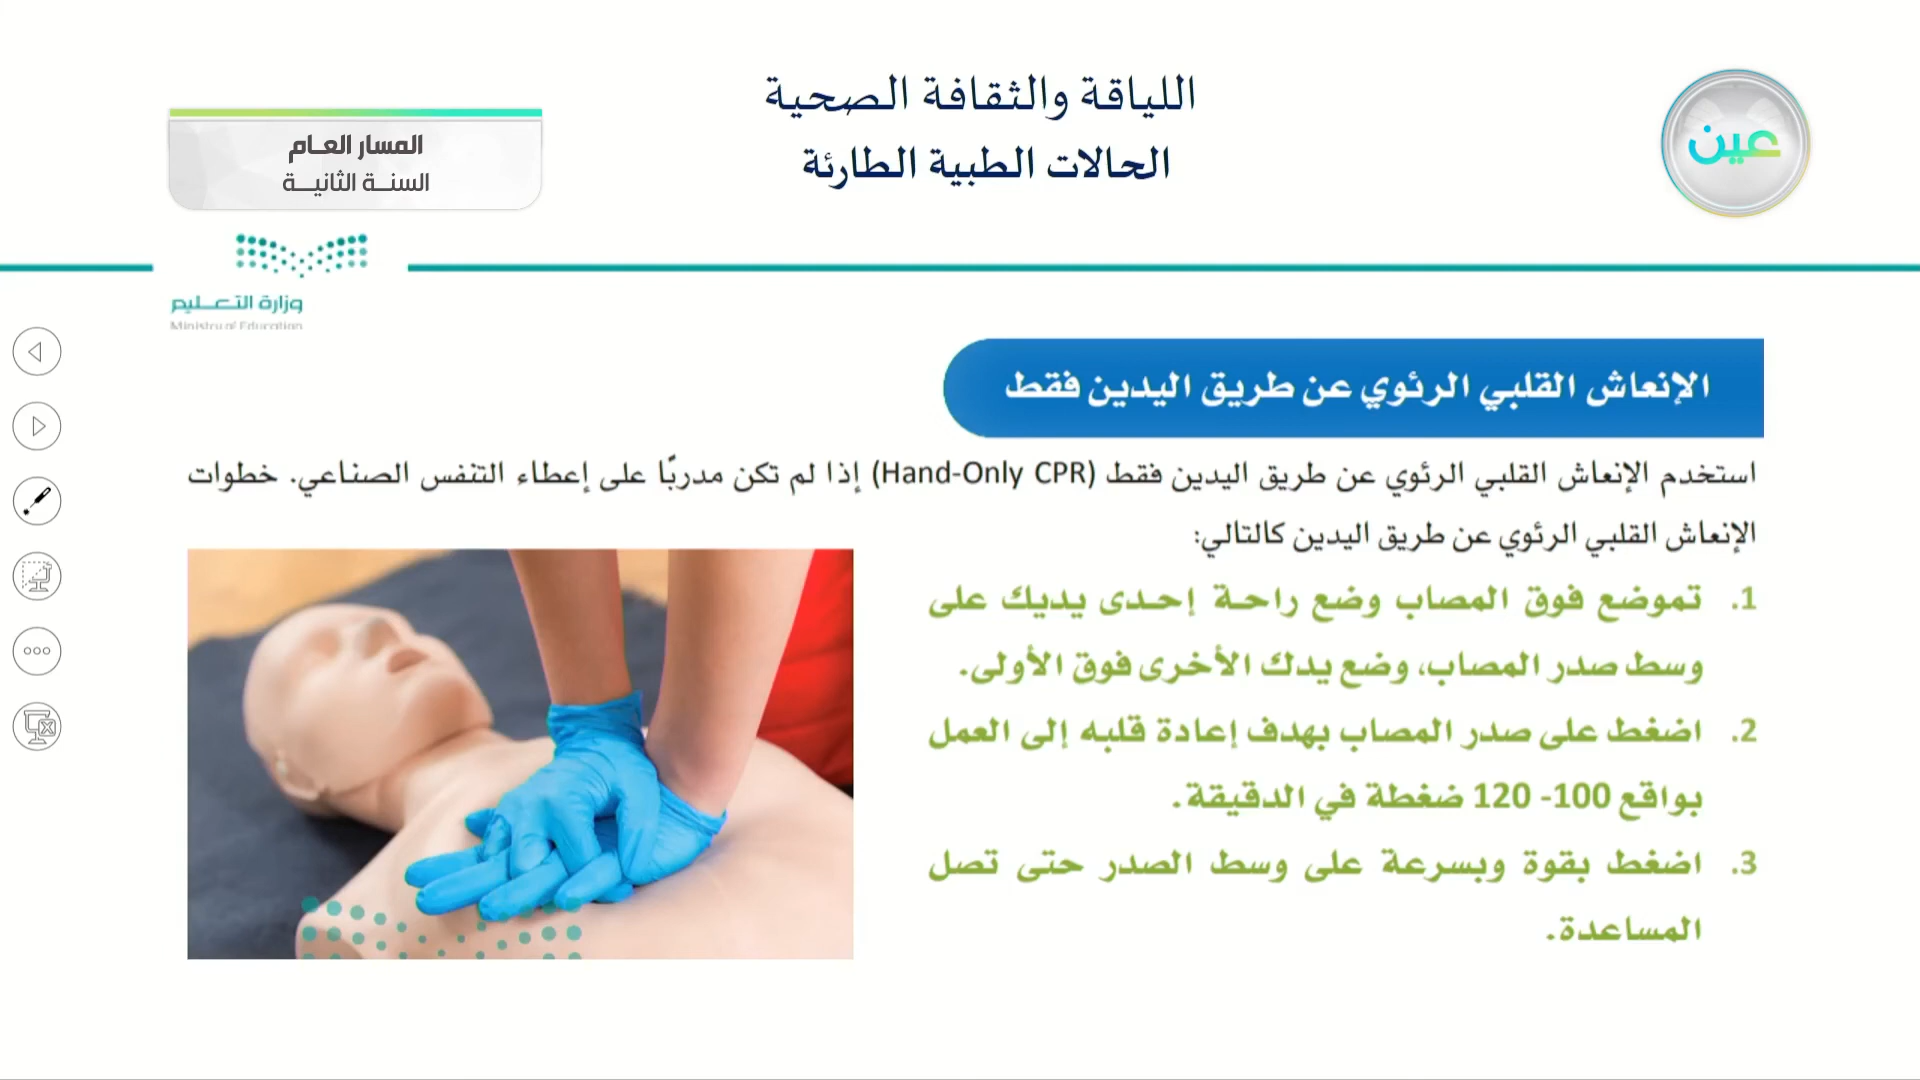 اللياقة والثقافة الصحية
الحالات الطبية الطارئة
عين
المسار العام
السنة الثانية
وزارة التعليم
Ministry of Education
الإنعاش القلبي الرئوي عن طريق اليدين فقط
استخدم الإنعاش القلبي الرئوي عن طريق اليدين فقط (Hand-Only CPR) إذا لم تكن مدربًا على إعطاء التنفس الصناعي. خطوات
الإنعاش القلبي الرئوي عن طريق اليدين كالتالي:
1. تموضع فوق المصاب وضع راحة إحدى يديك على
وسط صدر المصاب، وضع يدك الأخرى فوق الأولى.
2. اضغط على صدر المصاب بهدف إعادة قلبه إلى العمل
بواقع 100- 120 ضغطة في الدقيقة.
3. اضغط بقوة وبسرعة على وسط الصدر حتى تصل
المساعدة.